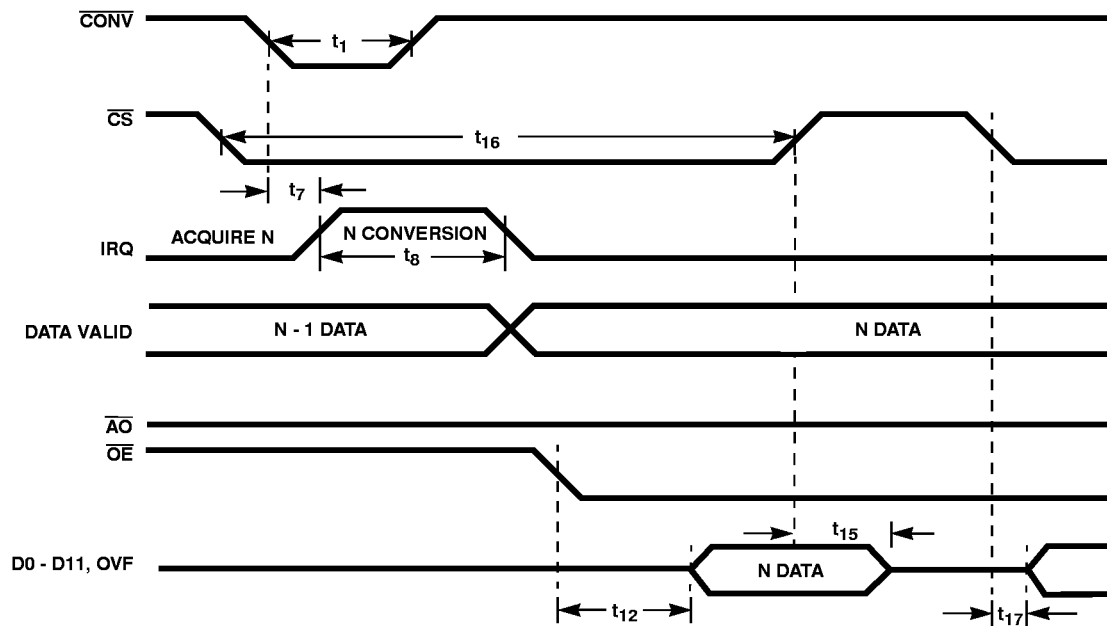 CONV
t1
CS
t16
t7
IRQ
ACQUIRE N
N CONVERSION
t8
DATA VALID
N - 1 DATA
N DATA
AO
OE
t15
D0 - D11, OVF
N DATA
t12
t17